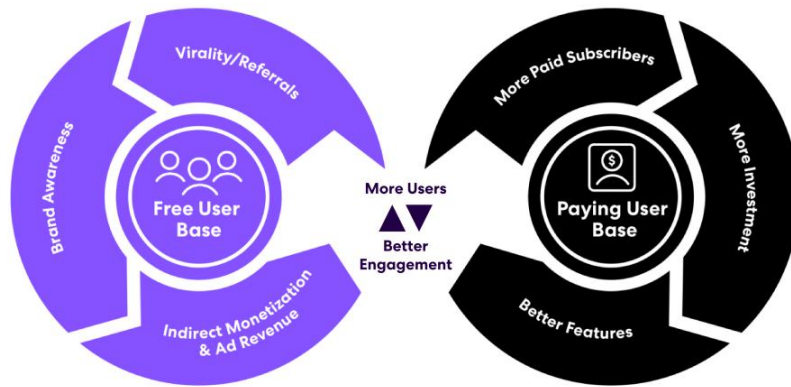 Virality/Referrals
Brand Awareness
Free User
Base
Indirect Monetization
& Ad Revenue
More Users
Better
Engagement
More Paid Subscribers
More Investment
$
Paying User
Base
Better Features